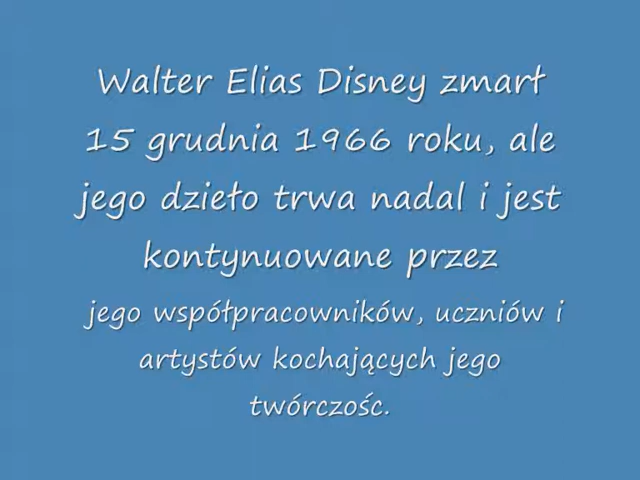 Walter Elias Disney zmarł
15 grudnia 1966 roku, ale
jego dzieło trwa nadal i jest
kontynuowane przez
jego współpracowników, uczniów i
artystów kochających jego
twórczośc.